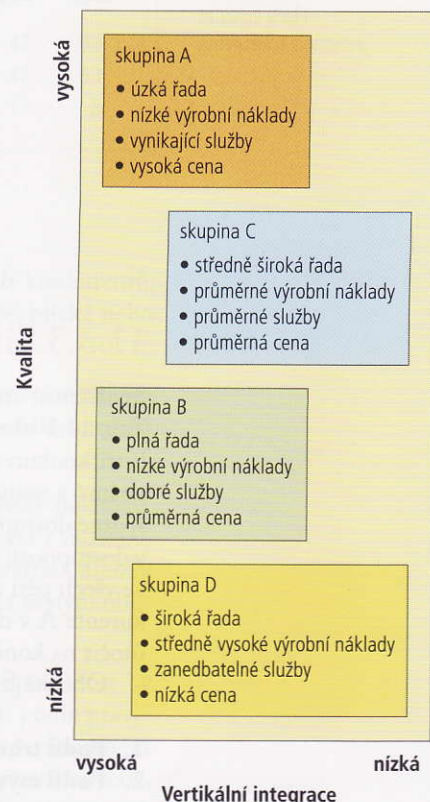 vysoká
Kvalita
nízká
skupina A
• úzká řada
• nízké výrobní náklady
• vynikající služby
• vysoká cena
skupina C
• středně široká řada
• průměrné výrobní náklady
• průměrné služby
• průměrná cena
skupina B
• plná řada
• nízké výrobní náklady
• dobré služby
• průměrná cena
skupina D
• široká řada
• středně vysoké výrobní náklady
• zanedbatelné služby
• nízká cena
vysoká nízká
Vertikální integrace